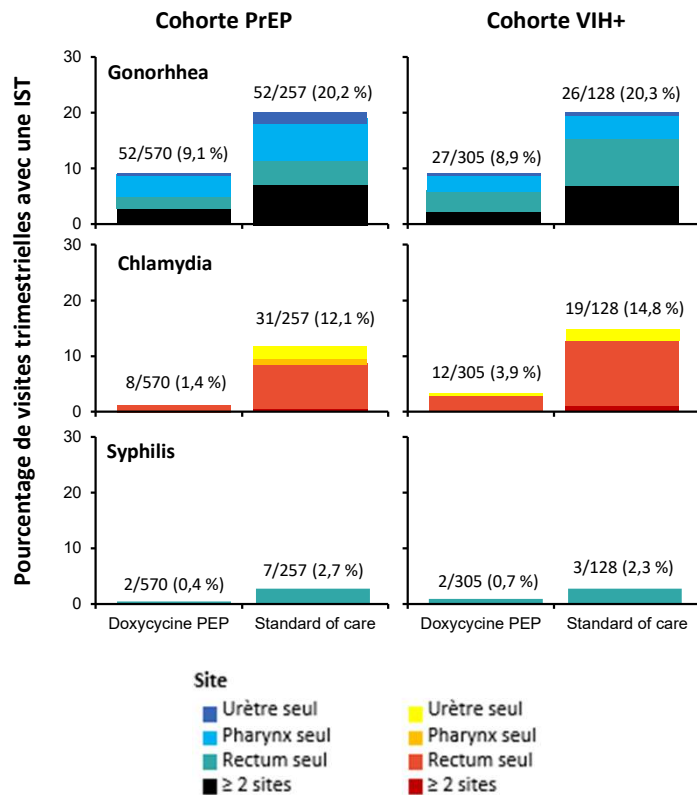 Cohorte PrEP
Cohorte VIH+
Pourcentage de visites trimestrielles avec une IST
30
20
10
0
Gonorhhea
52/570 (9,1 %)
52/257 (20,2 %)
27/305 (8,9 %)
26/128 (20,3 %)
30
20
10
0
Chlamydia
8/570 (1,4 %)
31/257 (12,1 %)
12/305 (3,9 %)
19/128 (14,8 %)
30
20
10
0
Syphilis
2/570 (0,4 %)
7/257 (2,7 %)
2/305 (0,7 %)
3/128 (2,3 %)
Doxycycine PEP
Standard of care
Doxycycine PEP
Standard of care
Site
Urètre seul
Pharynx seul
Rectum seul
≥ 2 sites
Urètre seul
Pharynx seul
Rectum seul
≥ 2 sites